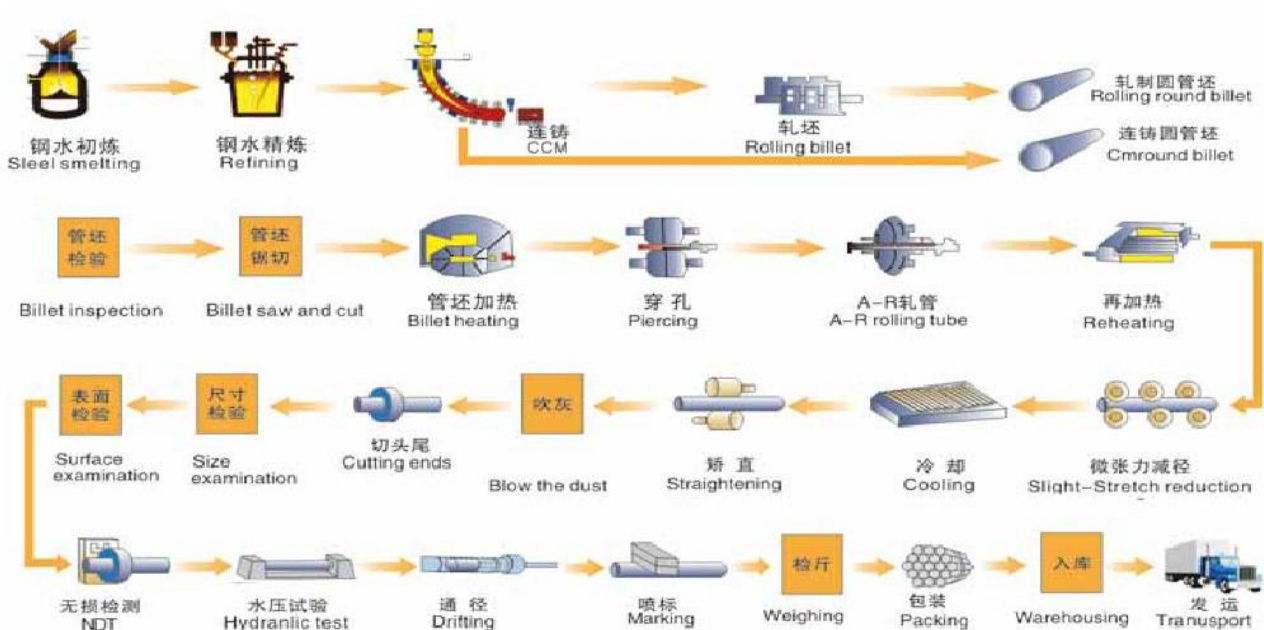 钢水初炼
Sleel smelting
钢水精炼
Refining
连铸
CCM
轧坯
Rolling billet
轧制圆管坯
Rolling round billet
连铸圆管坯
Cmround billet
管坯
检验
Billet inspection
管坯
锯切
Billet saw and cut
管坯加热
Billet heating
穿孔
Piercing
A-R轧管
A-R rolling tube
再加热
Reheating
表面
检验
Surface
examination
尺寸
检验
Size
examination
切头尾
Cutting ends
吹灰
Blow the dust
矫直
Straightening
冷却
Cooling
微张力减径
Slight-Stretch reduction
无损检测
NDT
水压试验
Hydranlic test
通径
Drifting
喷标
Marking
检斤
Weighing
包装
Packing
入库
Warehousing
发运
Tranusport